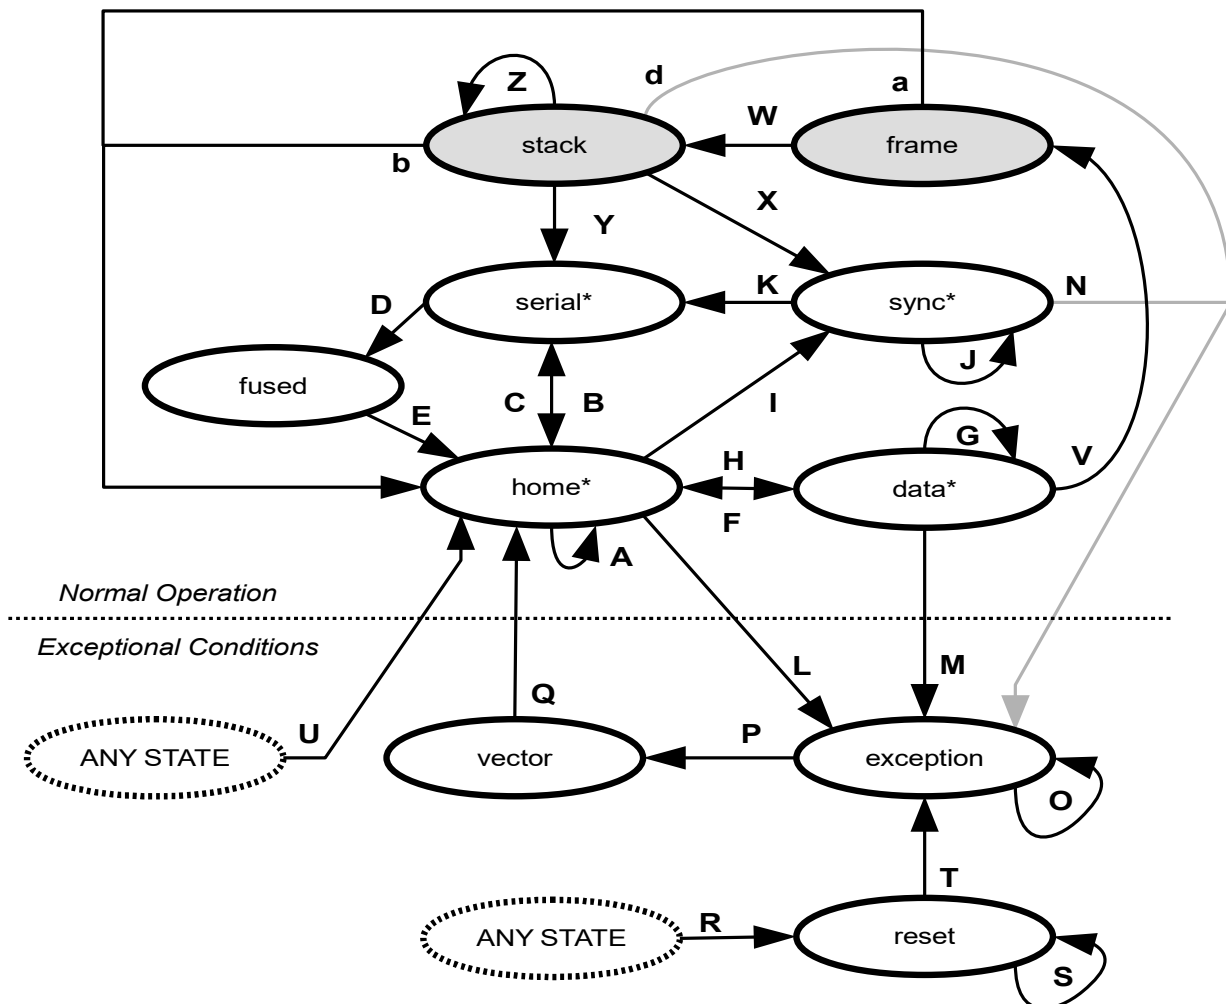 d
a
Z
W
stack
frame
b
X
Y
serial*
K
sync*
N
D
J
fused
C
B
I
E
G
H
V
home*
data*
F
A
Normal Operation
Exceptional Conditions
L
M
Q
U
P
ANY STATE
vector
exception
O
T
R
ANY STATE
reset
S